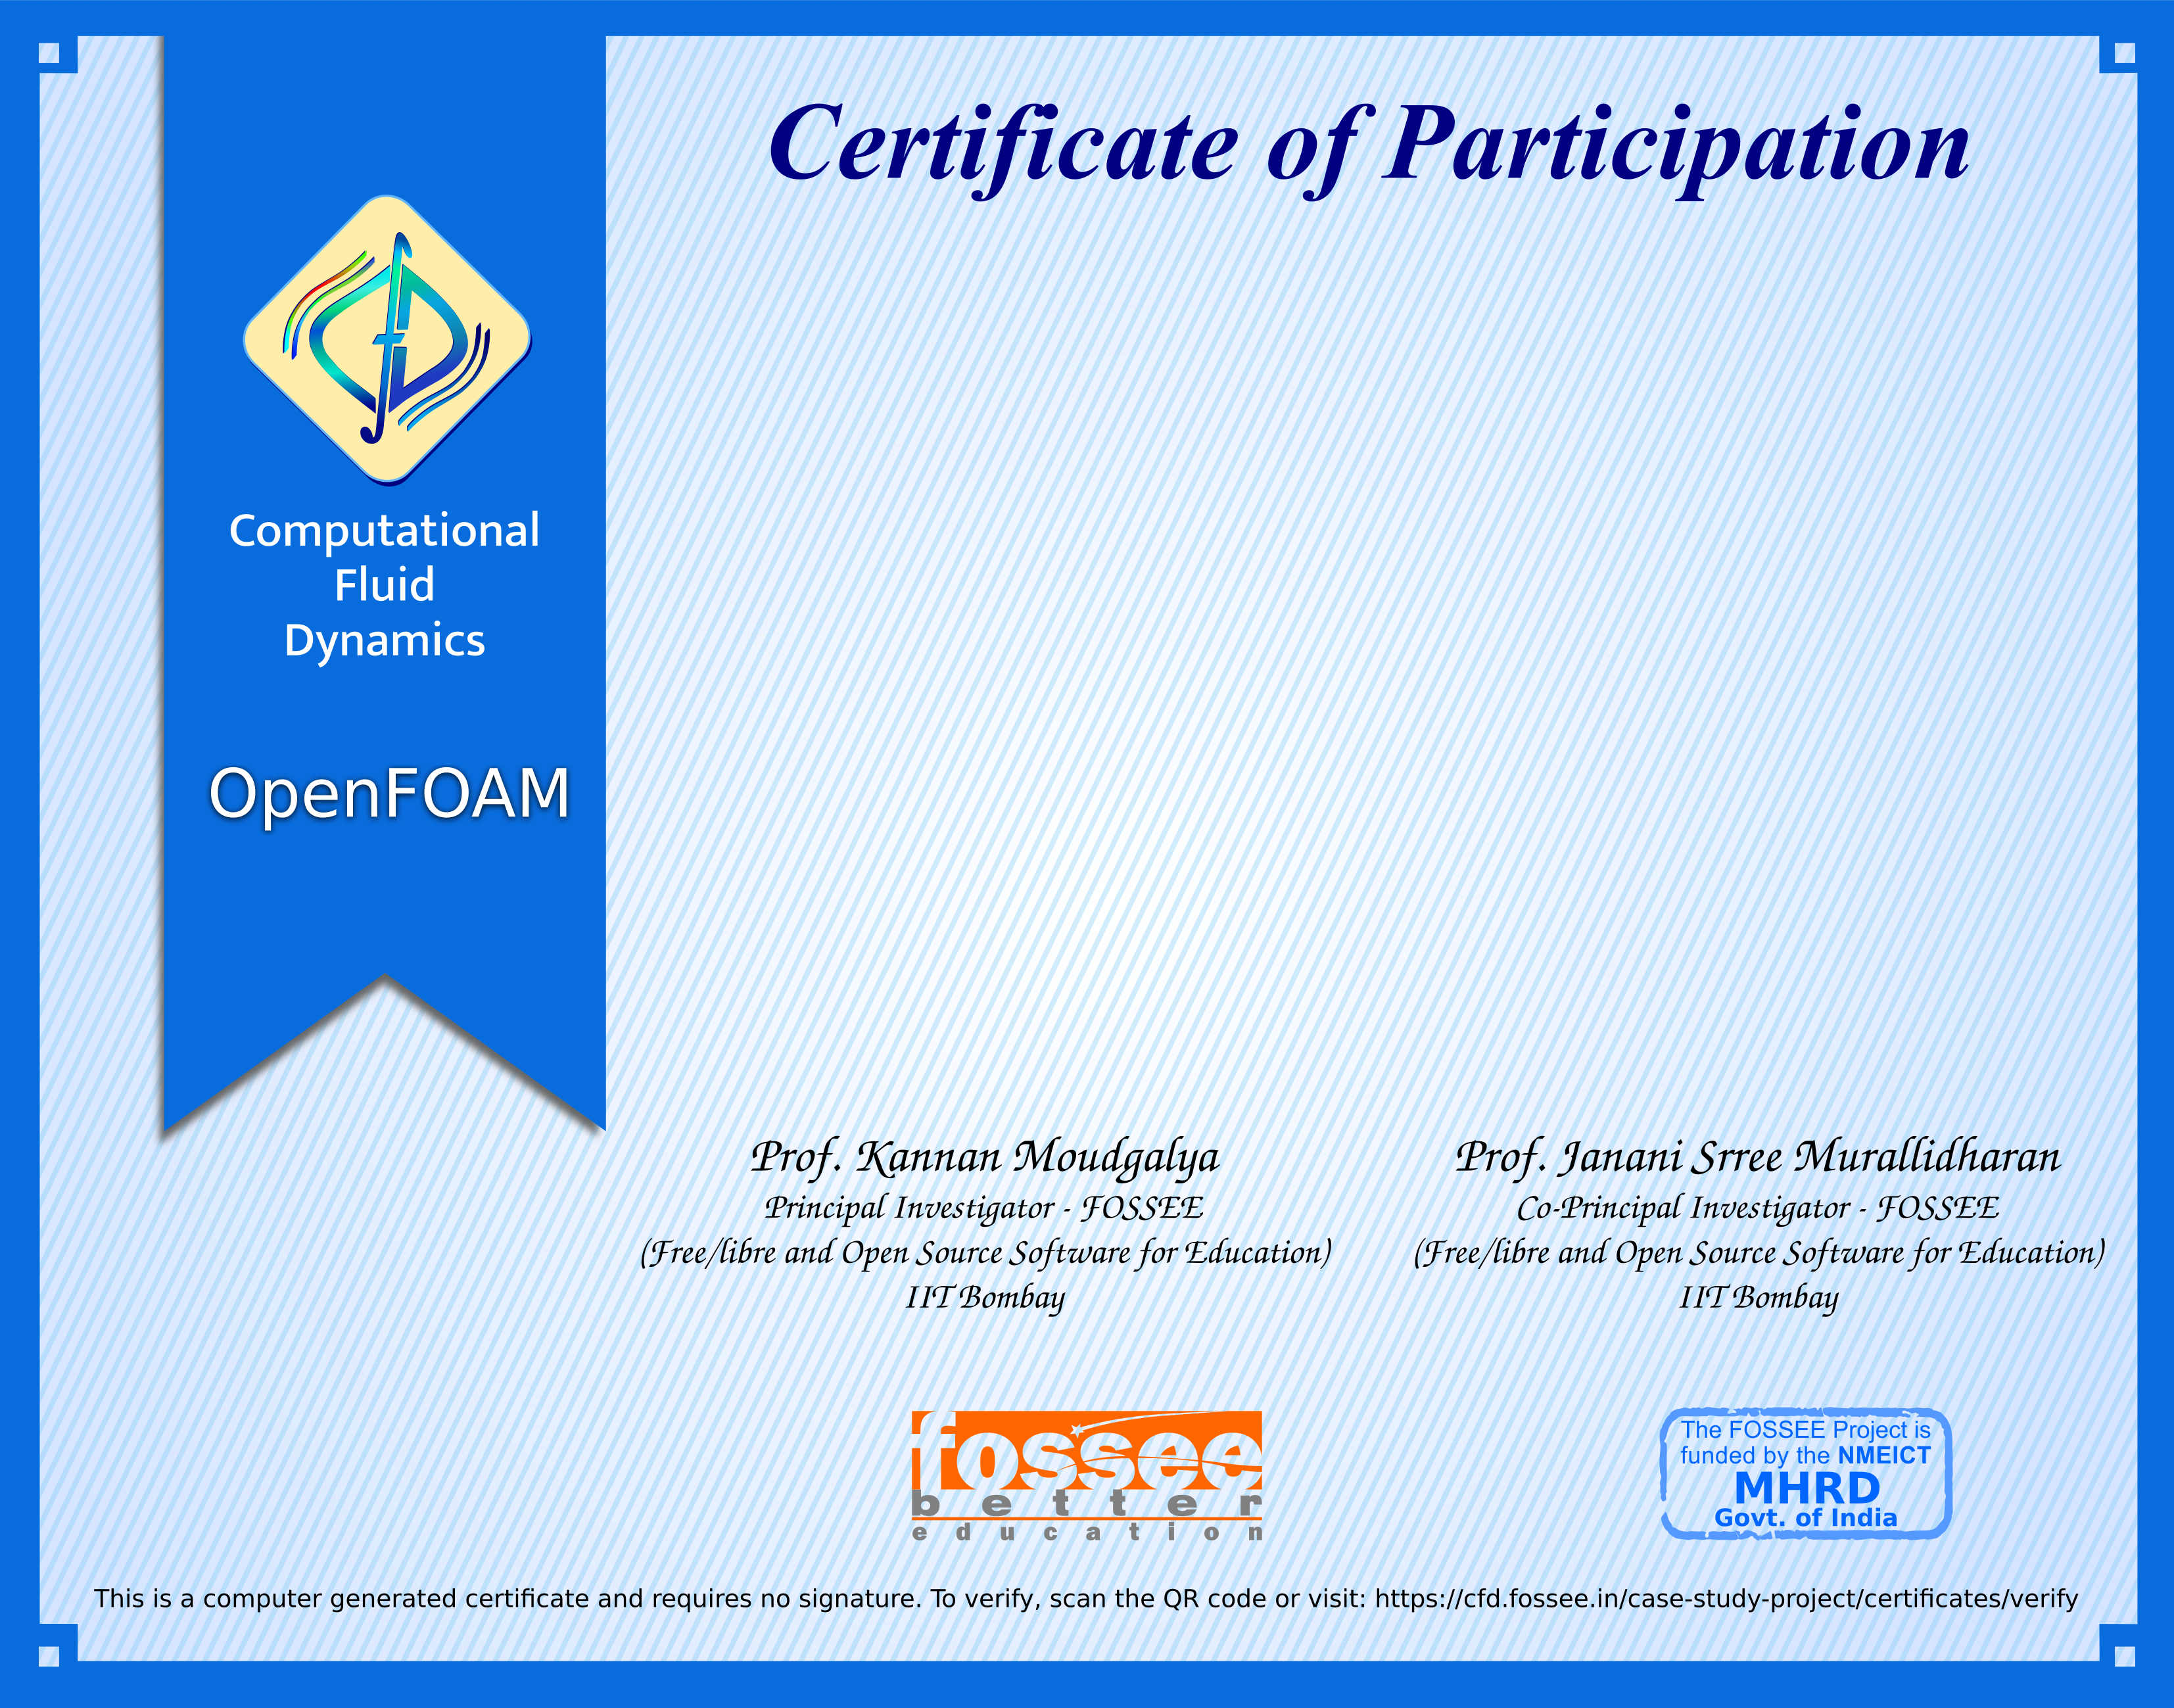 Certificate of Participation
Computational
Fluid
Dynamics
OpenFOAM
Prof. Kannan Moudgalya
Principal Investigator - FOSSEE
(Free/libre and Open Source Software for Education)
IIT Bombay
Prof. Janani Srree Murallidharan
Co-Principal Investigator - FOSSEE
(Free/libre and Open Source Software for Education)
IIT Bombay
fossee
better
education
The FOSSEE Project is
funded by the NMEICT
MHRD
Govt. of India
This is a computer generated certificate and requires no signature. To verify, scan the QR code or visit: https://cfd.fossee.in/case-study-project/certificates/verify